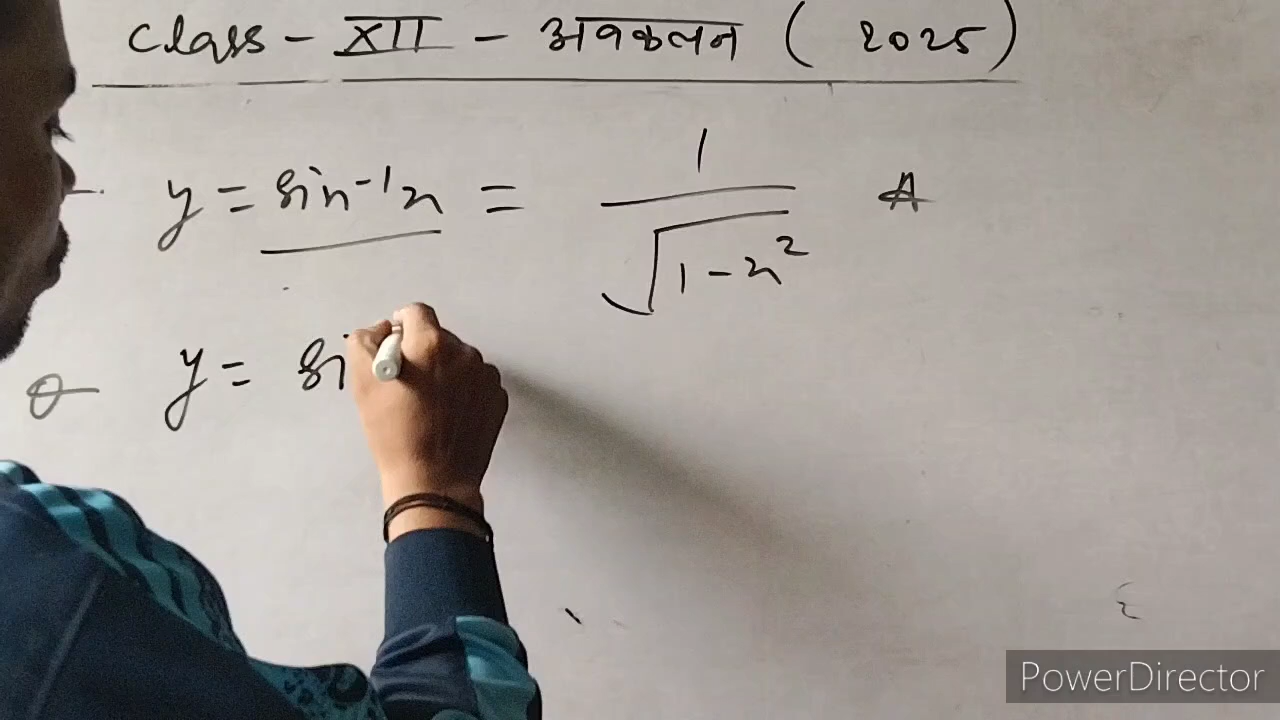 Class - XII - अवकलन ( 2025)
y = sin⁻¹x = 1/√(1-x²) A
Q y = si
PowerDirector